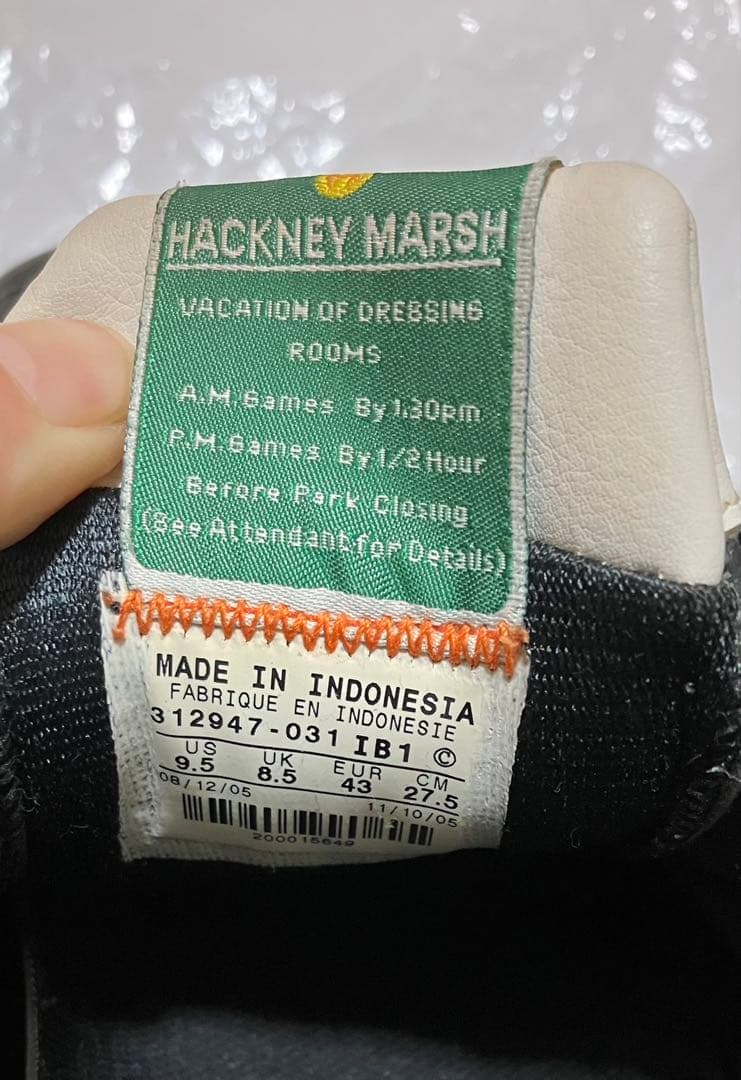 HACKNEY MARSH
VACATION OF DRESSING
ROOMS
A.M. Games By 1.30pm
P.M. Games By 1/2 Hour
Before Park Closing
(See Attendant for Details)
MADE IN INDONESIA
FABRIQUE EN INDONESIE
312947-031 IB1 ©
US UK EUR CM
9.5 8.5 43 27.5
08/12/05 11/10/05
200015649